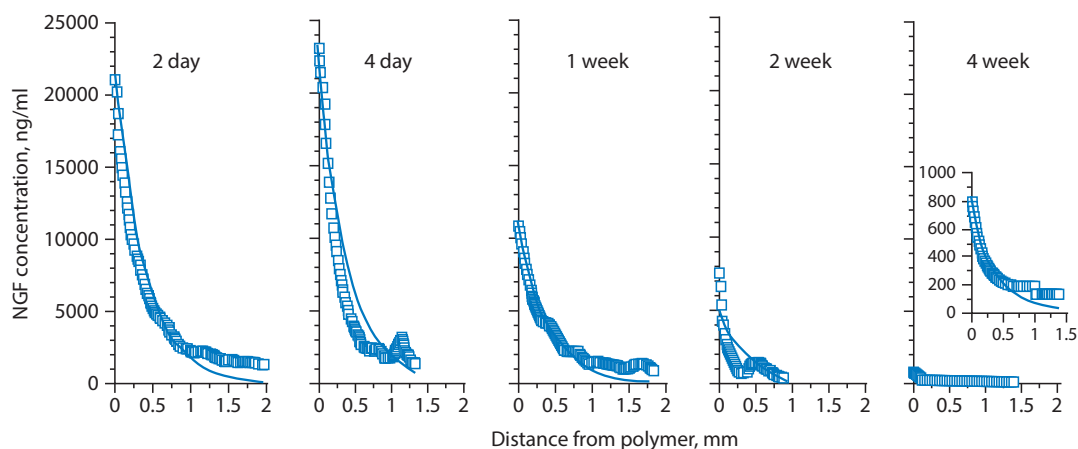 NGF concentration, ng/ml
25000
20000
15000
10000
5000
0
2 day
4 day
1 week
2 week
4 week
1000
800
600
400
200
0
0 0.5 1 1.5
0 0.5 1 1.5 2
0 0.5 1 1.5 2
0 0.5 1 1.5 2
0 0.5 1 1.5 2
0 0.5 1 1.5 2
Distance from polymer, mm